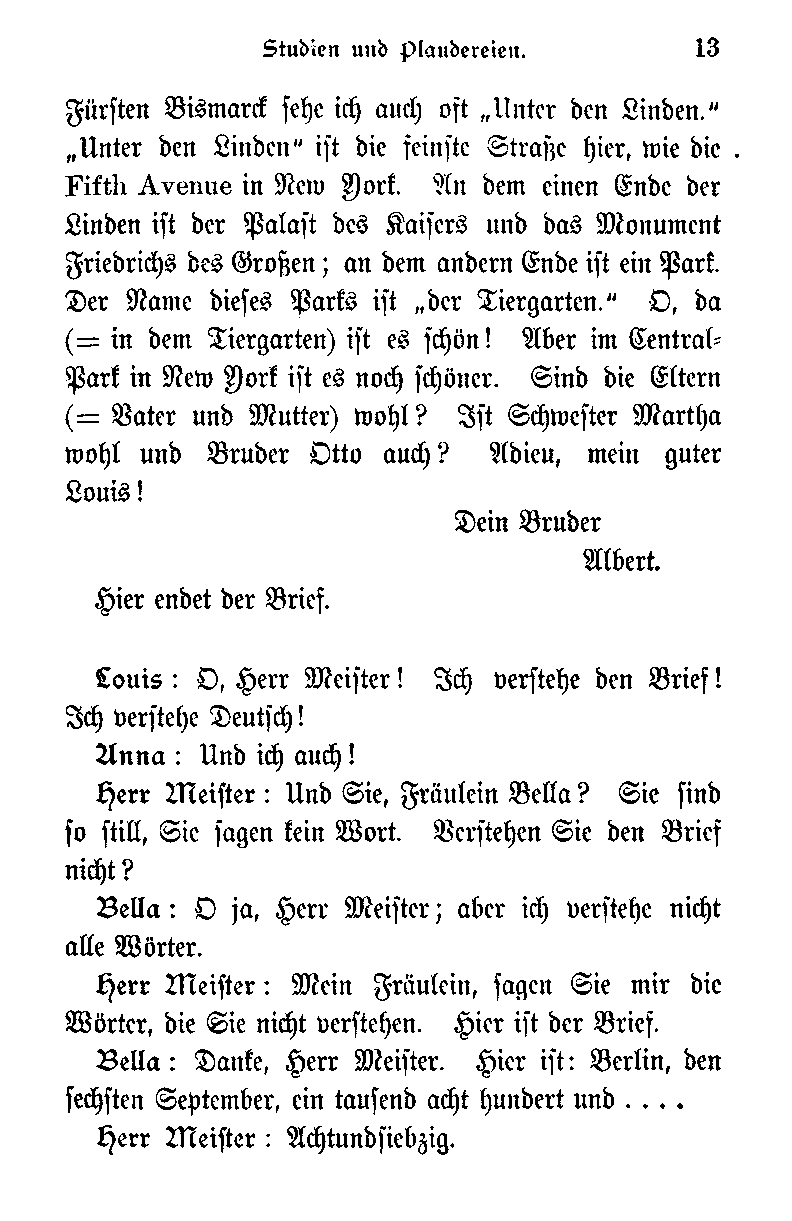 Studien und Plaudereien. 13
Fürsten Bismarck sehe ich auch oft „Unter den Linden."
„Unter den Linden" ist die feinste Straße hier, wie die .
Fifth Avenue in New York. An dem einen Ende der
Linden ist der Palast des Kaisers und das Monument
Friedrichs des Großen; an dem andern Ende ist ein Park.
Der Name dieses Parks ist „der Tiergarten." O, da
(= in dem Tiergarten) ist es schön! Aber im Central-
Park in New York ist es noch schöner. Sind die Eltern
(= Vater und Mutter) wohl? Ist Schwester Martha
wohl und Bruder Otto auch? Adieu, mein guter
Louis!
Dein Bruder
Albert.
Hier endet der Brief.
Louis: O, Herr Meister! Ich verstehe den Brief!
Ich verstehe Deutsch!
Anna: Und ich auch!
Herr Meister: Und Sie, Fräulein Bella? Sie sind
so still, Sie sagen kein Wort. Verstehen Sie den Brief
nicht?
Bella: O ja, Herr Meister; aber ich verstehe nicht
alle Wörter.
Herr Meister: Mein Fräulein, sagen Sie mir die
Wörter, die Sie nicht verstehen. Hier ist der Brief.
Bella: Danke, Herr Meister. Hier ist: Berlin, den
sechsten September, ein tausend acht hundert und . . . .
Herr Meister: Achtundsiebzig.